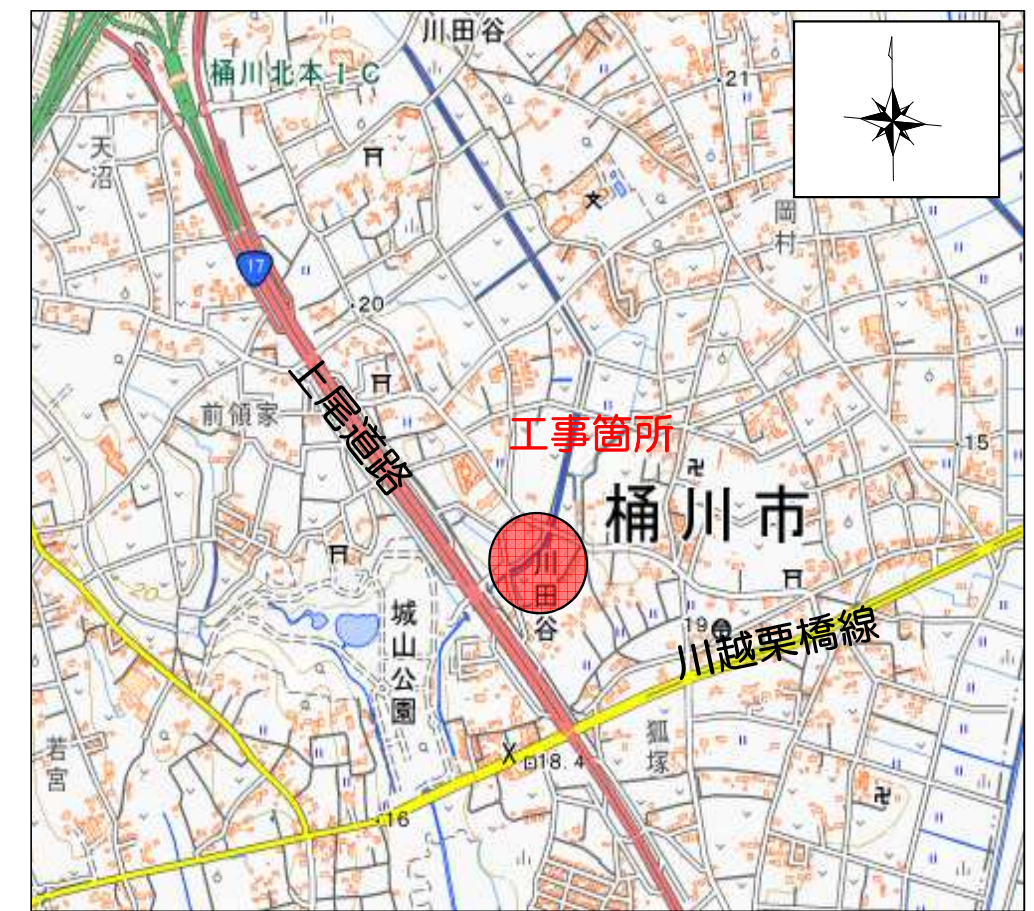 川田谷
桶川北本IC
21
天沼
岡村
17
20
上尾道路
前領家
工事箇所
15
桶川市
川田谷
20
城山公園
19
川越栗橋線
若宮
狐塚
18.4
16